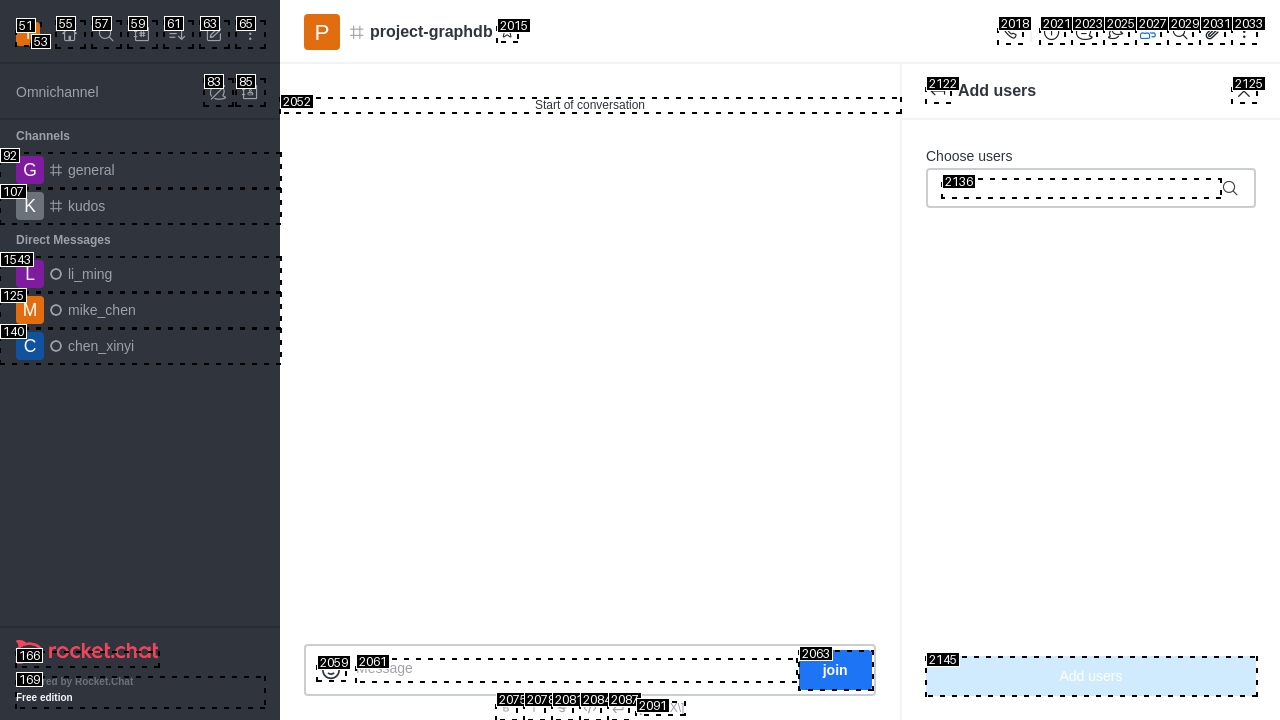 51
53
55
57
59
61
63
65
P
project-graphdb
2015
2018
2021
2023
2025
2027
2029
2031
2033
Omnichannel
83
85
2052
Start of conversation
2122
Add users
2125
Channels
92
G
general
107
K
kudos
Direct Messages
1543
L
li_ming
125
M
mike_chen
140
C
chen_xinyi
Choose users
2136
166
rocket.chat
169
ed by Rocket.Chat
Free edition
2059
2061
Message
2063
join
2075
2078
2081
2084
2087
2091
2145
Add users